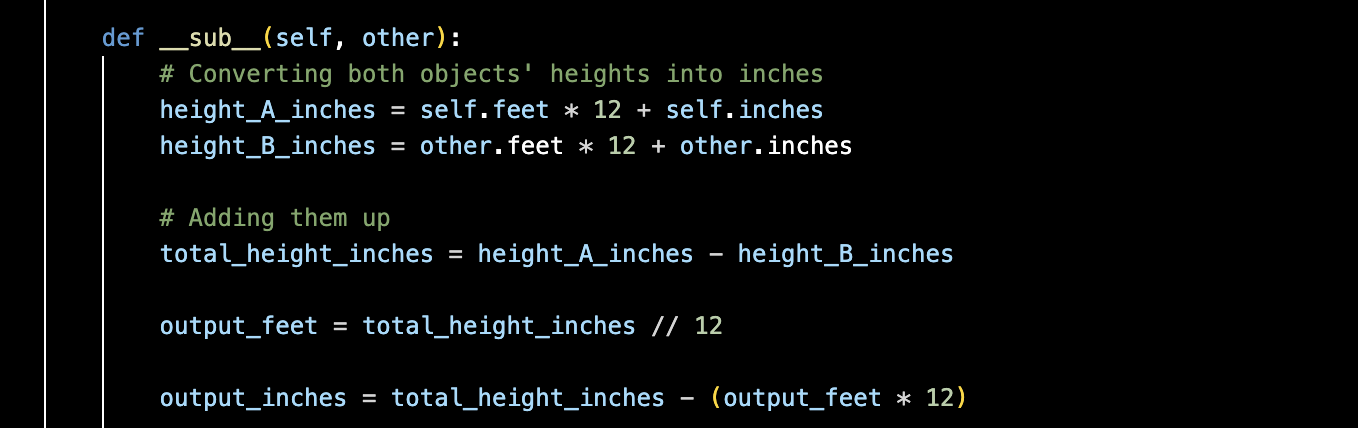 def __sub__(self, other):
# Converting both objects' heights into inches
height_A_inches = self.feet * 12 + self.inches
height_B_inches = other.feet * 12 + other.inches
# Adding them up
total_height_inches = height_A_inches - height_B_inches
output_feet = total_height_inches // 12
output_inches = total_height_inches - (output_feet * 12)